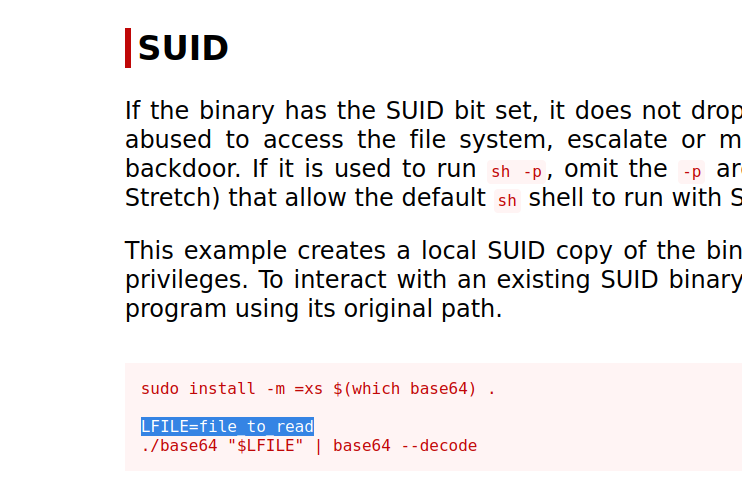 SUID
If the binary has the SUID bit set, it does not drop
abused to access the file system, escalate or m
backdoor. If it is used to run sh -p, omit the -p ar
Stretch) that allow the default sh shell to run with S
This example creates a local SUID copy of the bin
privileges. To interact with an existing SUID binary
program using its original path.
sudo install -m =xs $(which base64) .
LFILE=file_to_read
./base64 "$LFILE" | base64 --decode